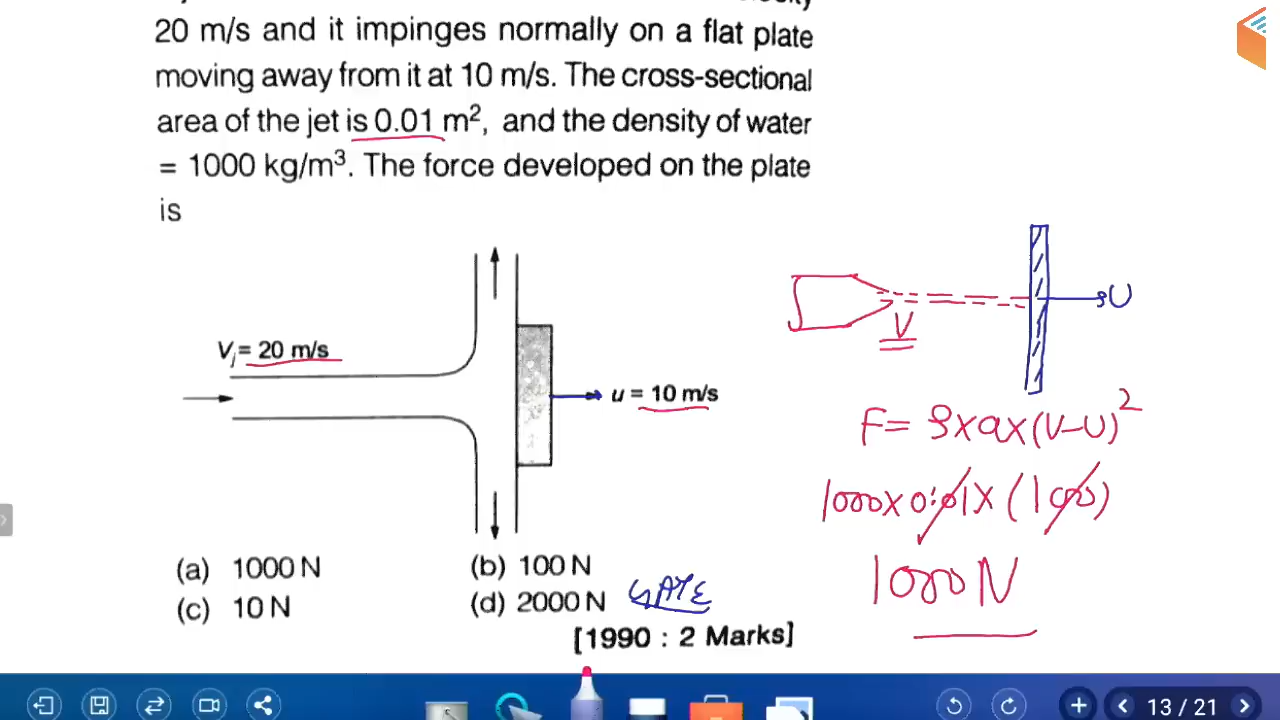 20 m/s and it impinges normally on a flat plate
moving away from it at 10 m/s. The cross-sectional
area of the jet is 0.01 m², and the density of water
= 1000 kg/m³. The force developed on the plate
is
Vj = 20 m/s
u = 10 m/s
V
U
F = ρ x a x (V-U)²
1000 x 0.01 x (100)
1000 N
(a) 1000 N
(b) 100 N
(c) 10 N
(d) 2000 N
GATE
[1990 : 2 Marks]
13 / 21